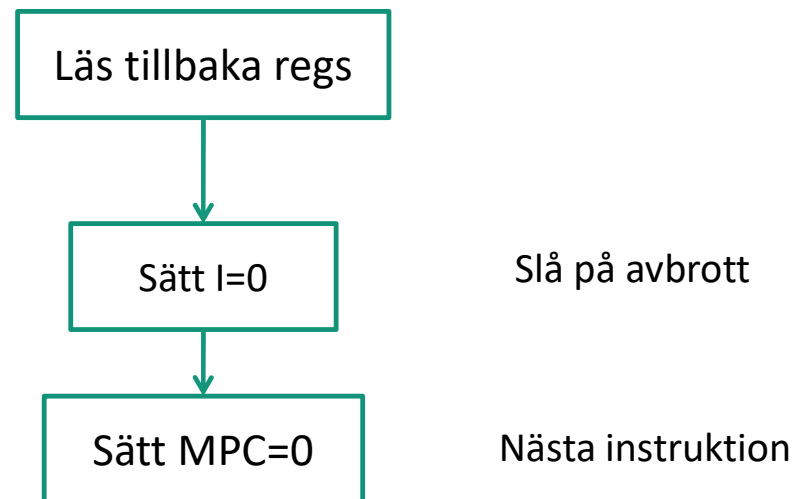 Läs tillbaka regs
Sätt I=0
Slå på avbrott
Sätt MPC=0
Nästa instruktion